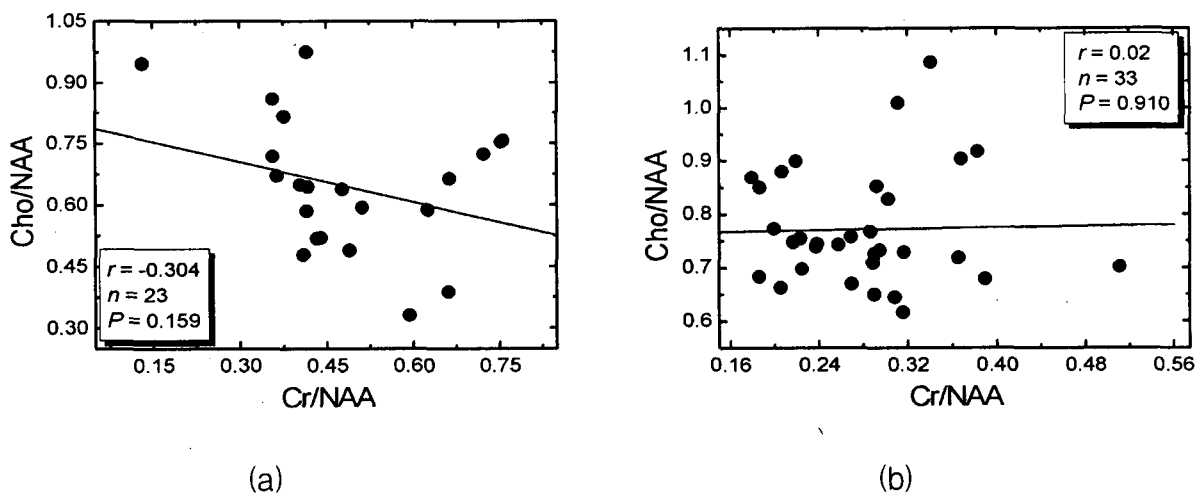 1.05
0.90
0.75
0.60
0.45
0.30
Cho/NAA
r = -0.304
n = 23
P = 0.159
0.15 0.30 0.45 0.60 0.75
Cr/NAA
(a)
1.1
1.0
0.9
0.8
0.7
0.6
Cho/NAA
r = 0.02
n = 33
P = 0.910
0.16 0.24 0.32 0.40 0.48 0.56
Cr/NAA
(b)